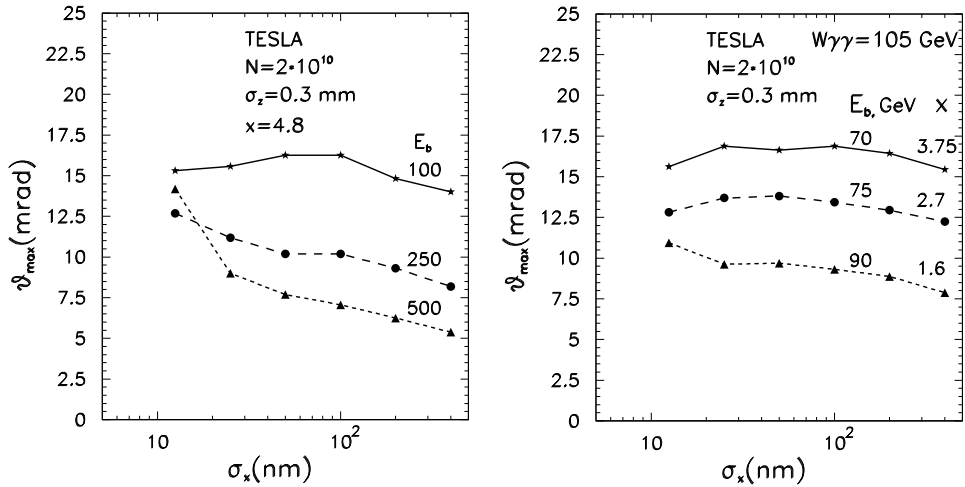 25
22.5
20
17.5
15
12.5
10
7.5
5
2.5
0
ϑmax(mrad)
TESLA
N=2*10¹⁰
σz=0.3 mm
x=4.8
Eb
100
250
500
10
10²
σx(nm)
25
22.5
20
17.5
15
12.5
10
7.5
5
2.5
0
ϑmax(mrad)
TESLA
Wγγ=105 GeV
N=2*10¹⁰
σz=0.3 mm
Eb, GeV x
70 3.75
75 2.7
90 1.6
10
10²
σx(nm)